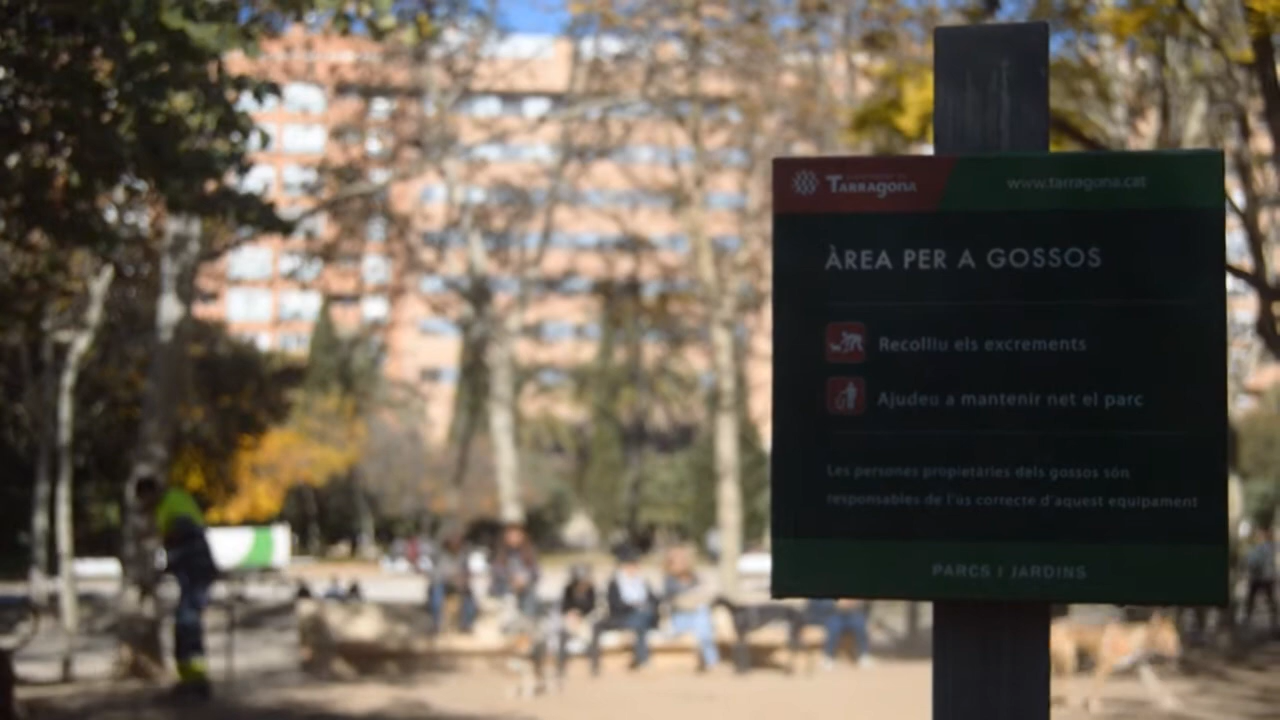 Tarragona
www.tarragona.cat
ÀREA PER A GOSSOS
Recolliu els excrements
Ajudeu a mantenir net el parc
Les persones propietàries dels gossos són
responsables de l'ús correcte d'aquest equipament
PARCS I JARDINS